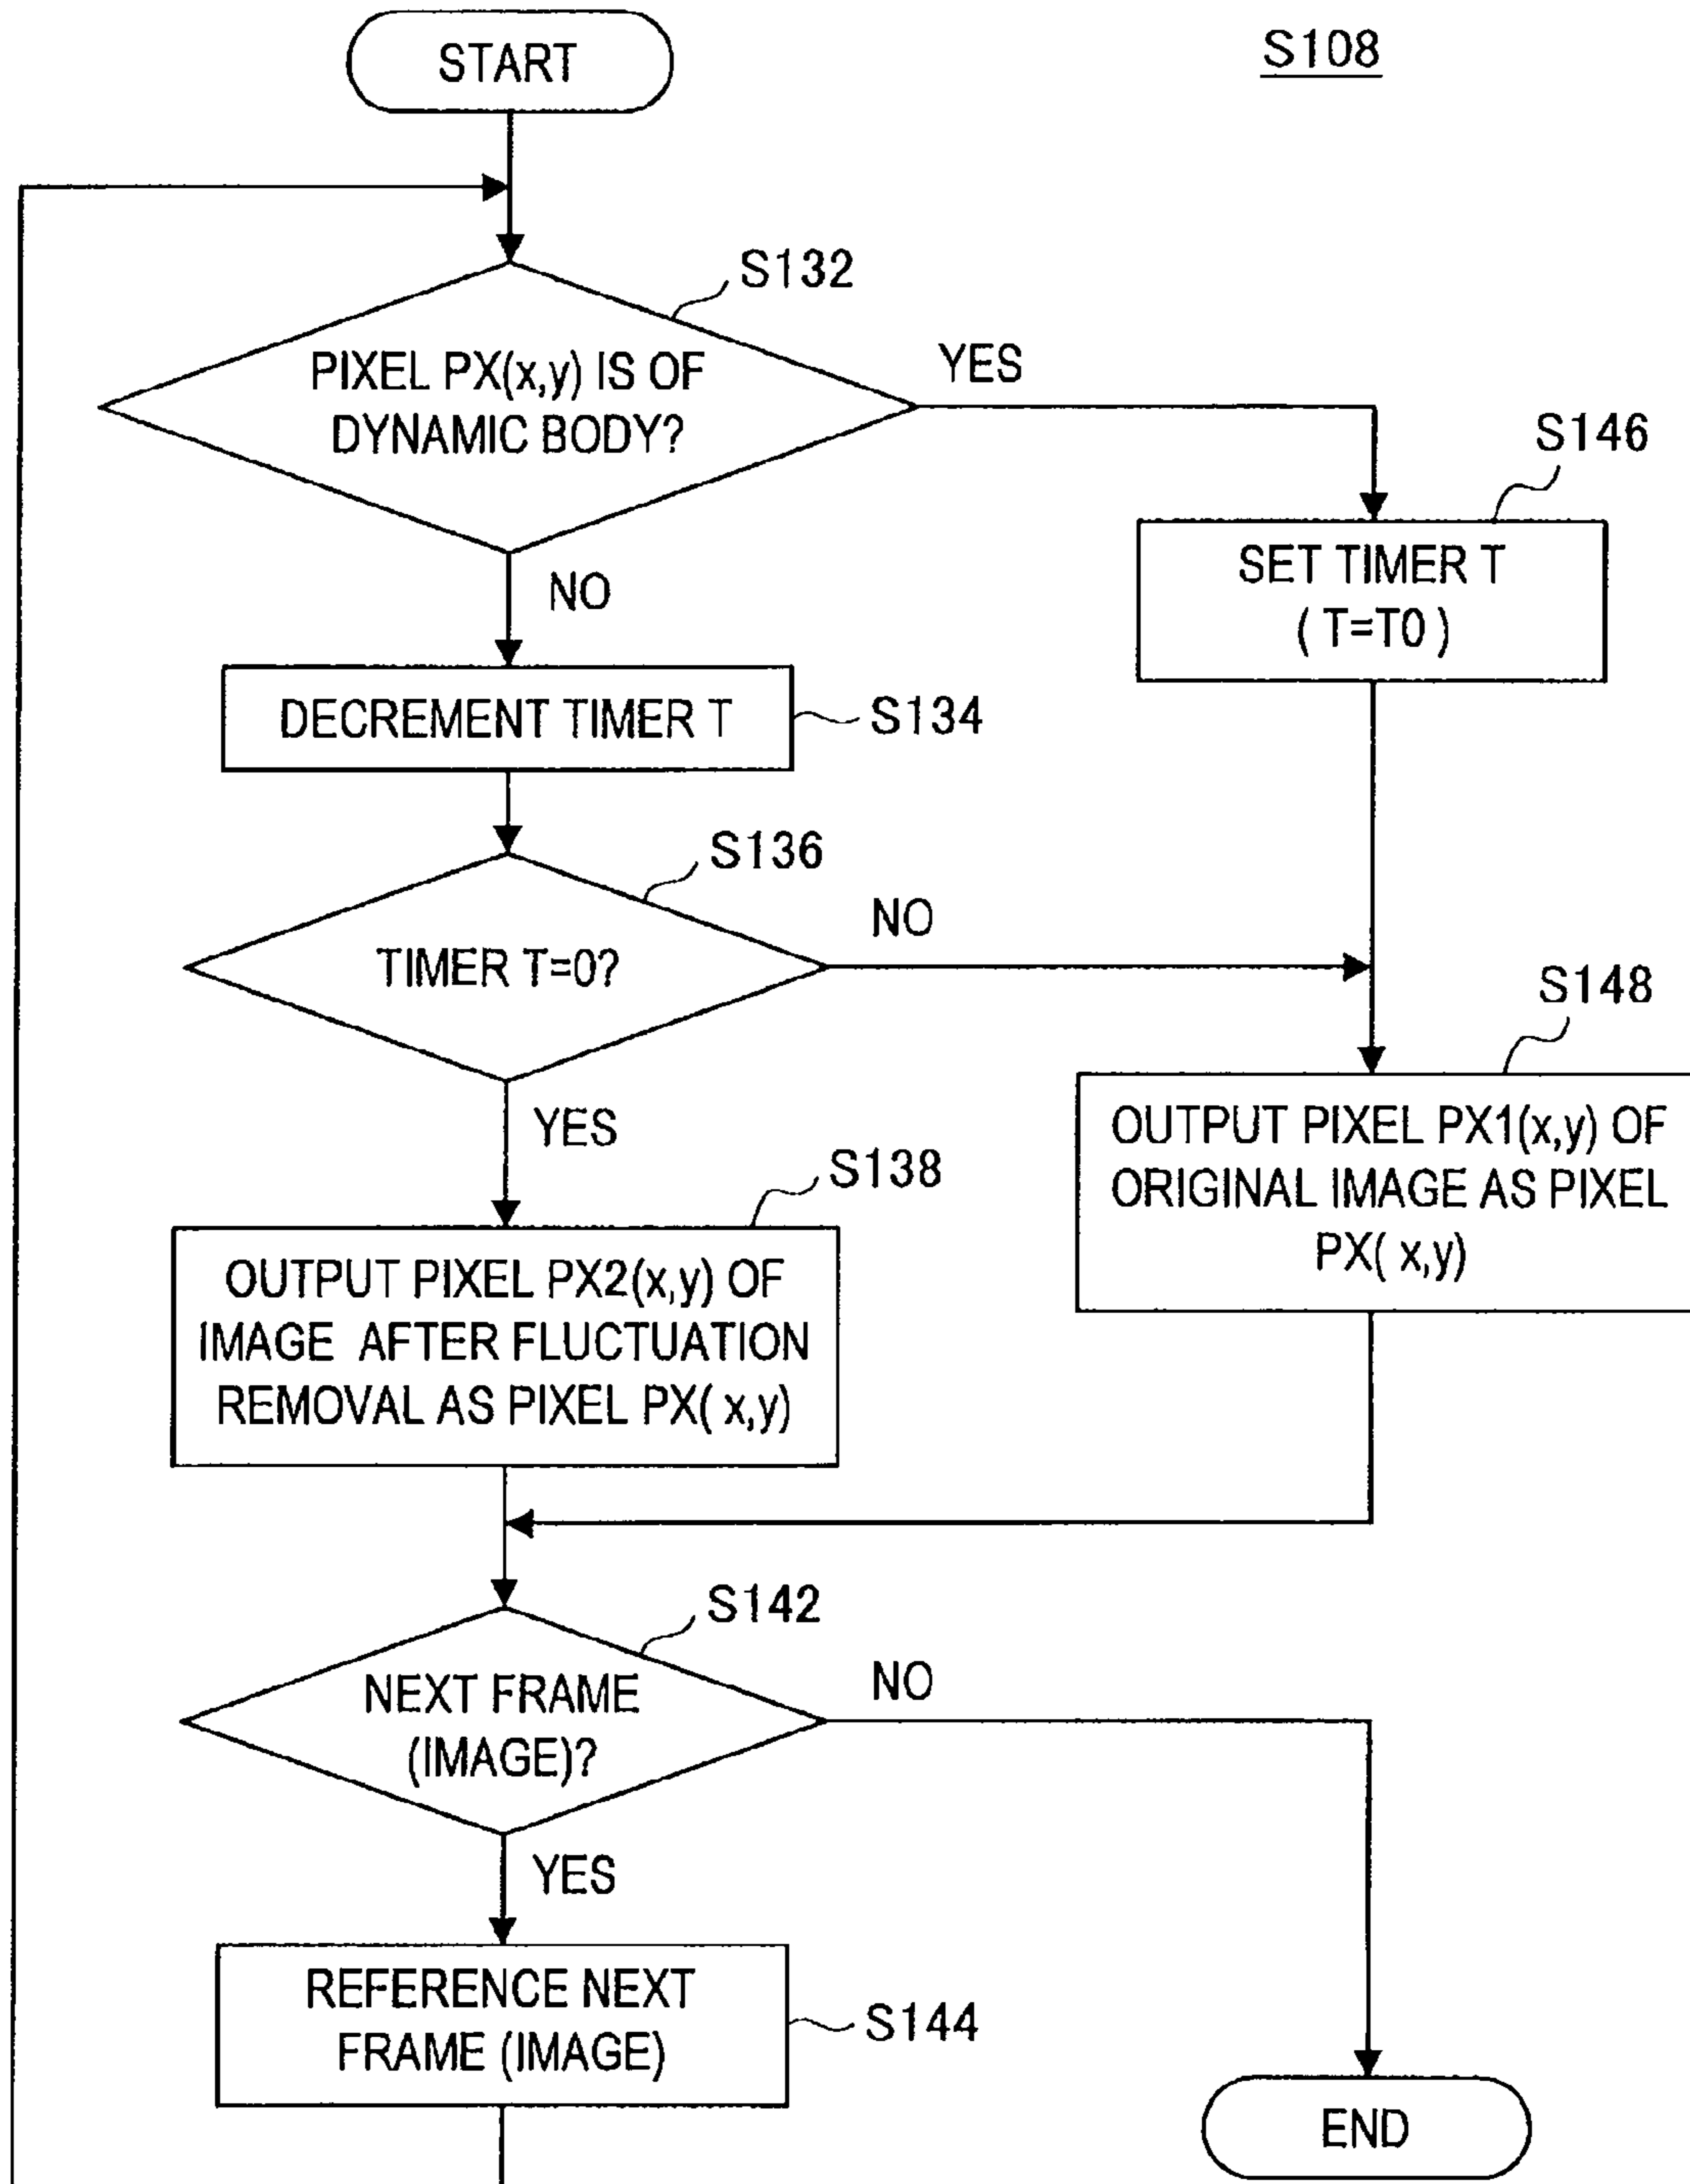 START
S108
S132
PIXEL PX(x,y) IS OF
DYNAMIC BODY?
YES
S146
SET TIMER T
( T=T0 )
NO
DECREMENT TIMER T
S134
S136
TIMER T=0?
NO
S148
OUTPUT PIXEL PX1(x,y) OF
ORIGINAL IMAGE AS PIXEL
PX( x,y)
YES
S138
OUTPUT PIXEL PX2(x,y) OF
IMAGE AFTER FLUCTUATION
REMOVAL AS PIXEL PX( x,y)
S142
NEXT FRAME
(IMAGE)?
NO
YES
REFERENCE NEXT
FRAME (IMAGE)
S144
END